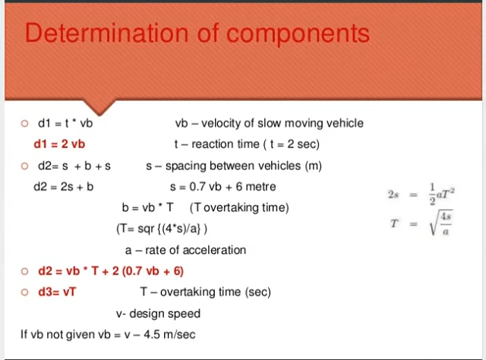 Determination of components
d1 = t * vb vb – velocity of slow moving vehicle
d1 = 2 vb t – reaction time ( t = 2 sec)
d2= s + b + s s – spacing between vehicles (m)
d2 = 2s + b s = 0.7 vb + 6 metre
2s = 1/2 aT²
b = vb * T (T overtaking time)
T = √(4s/a)
(T= sqr {(4*s)/a} )
a – rate of acceleration
d2 = vb * T + 2 (0.7 vb + 6)
d3= vT T – overtaking time (sec)
v- design speed
If vb not given vb = v – 4.5 m/sec